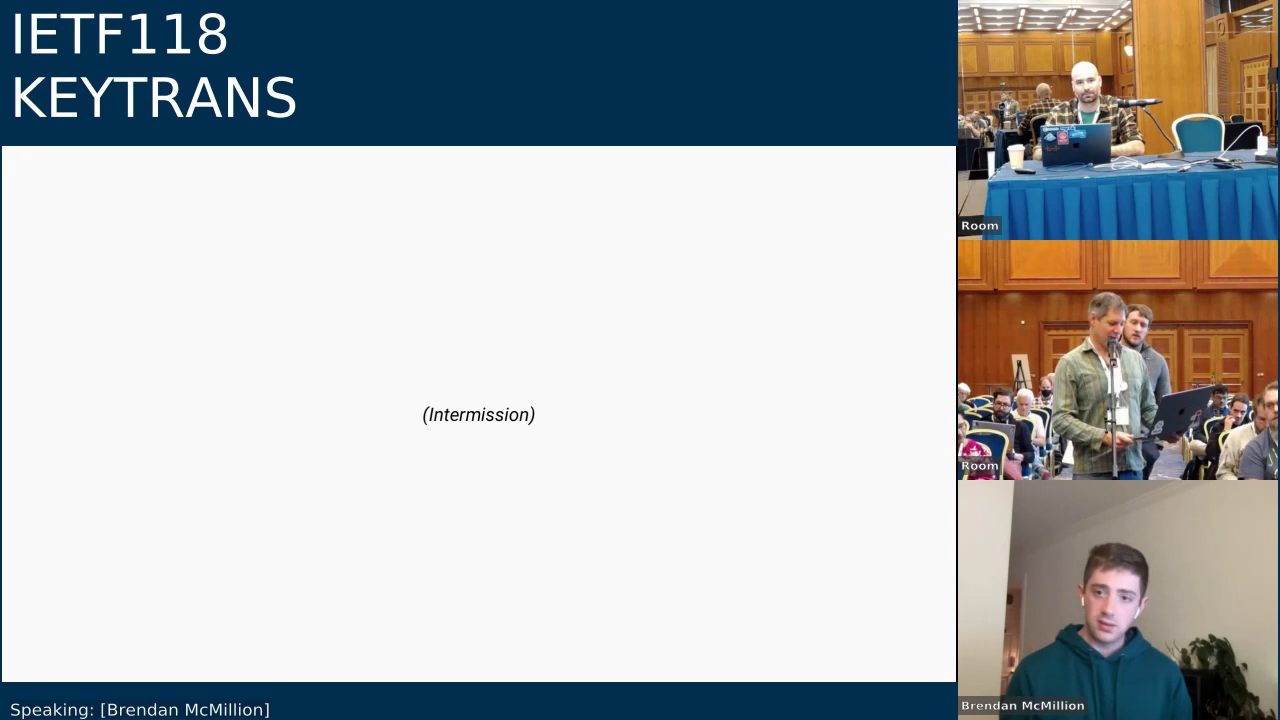 IETF118
KEYTRANS
(Intermission)
Speaking: [Brendan McMillion]
Room
Room
Brendan McMillion